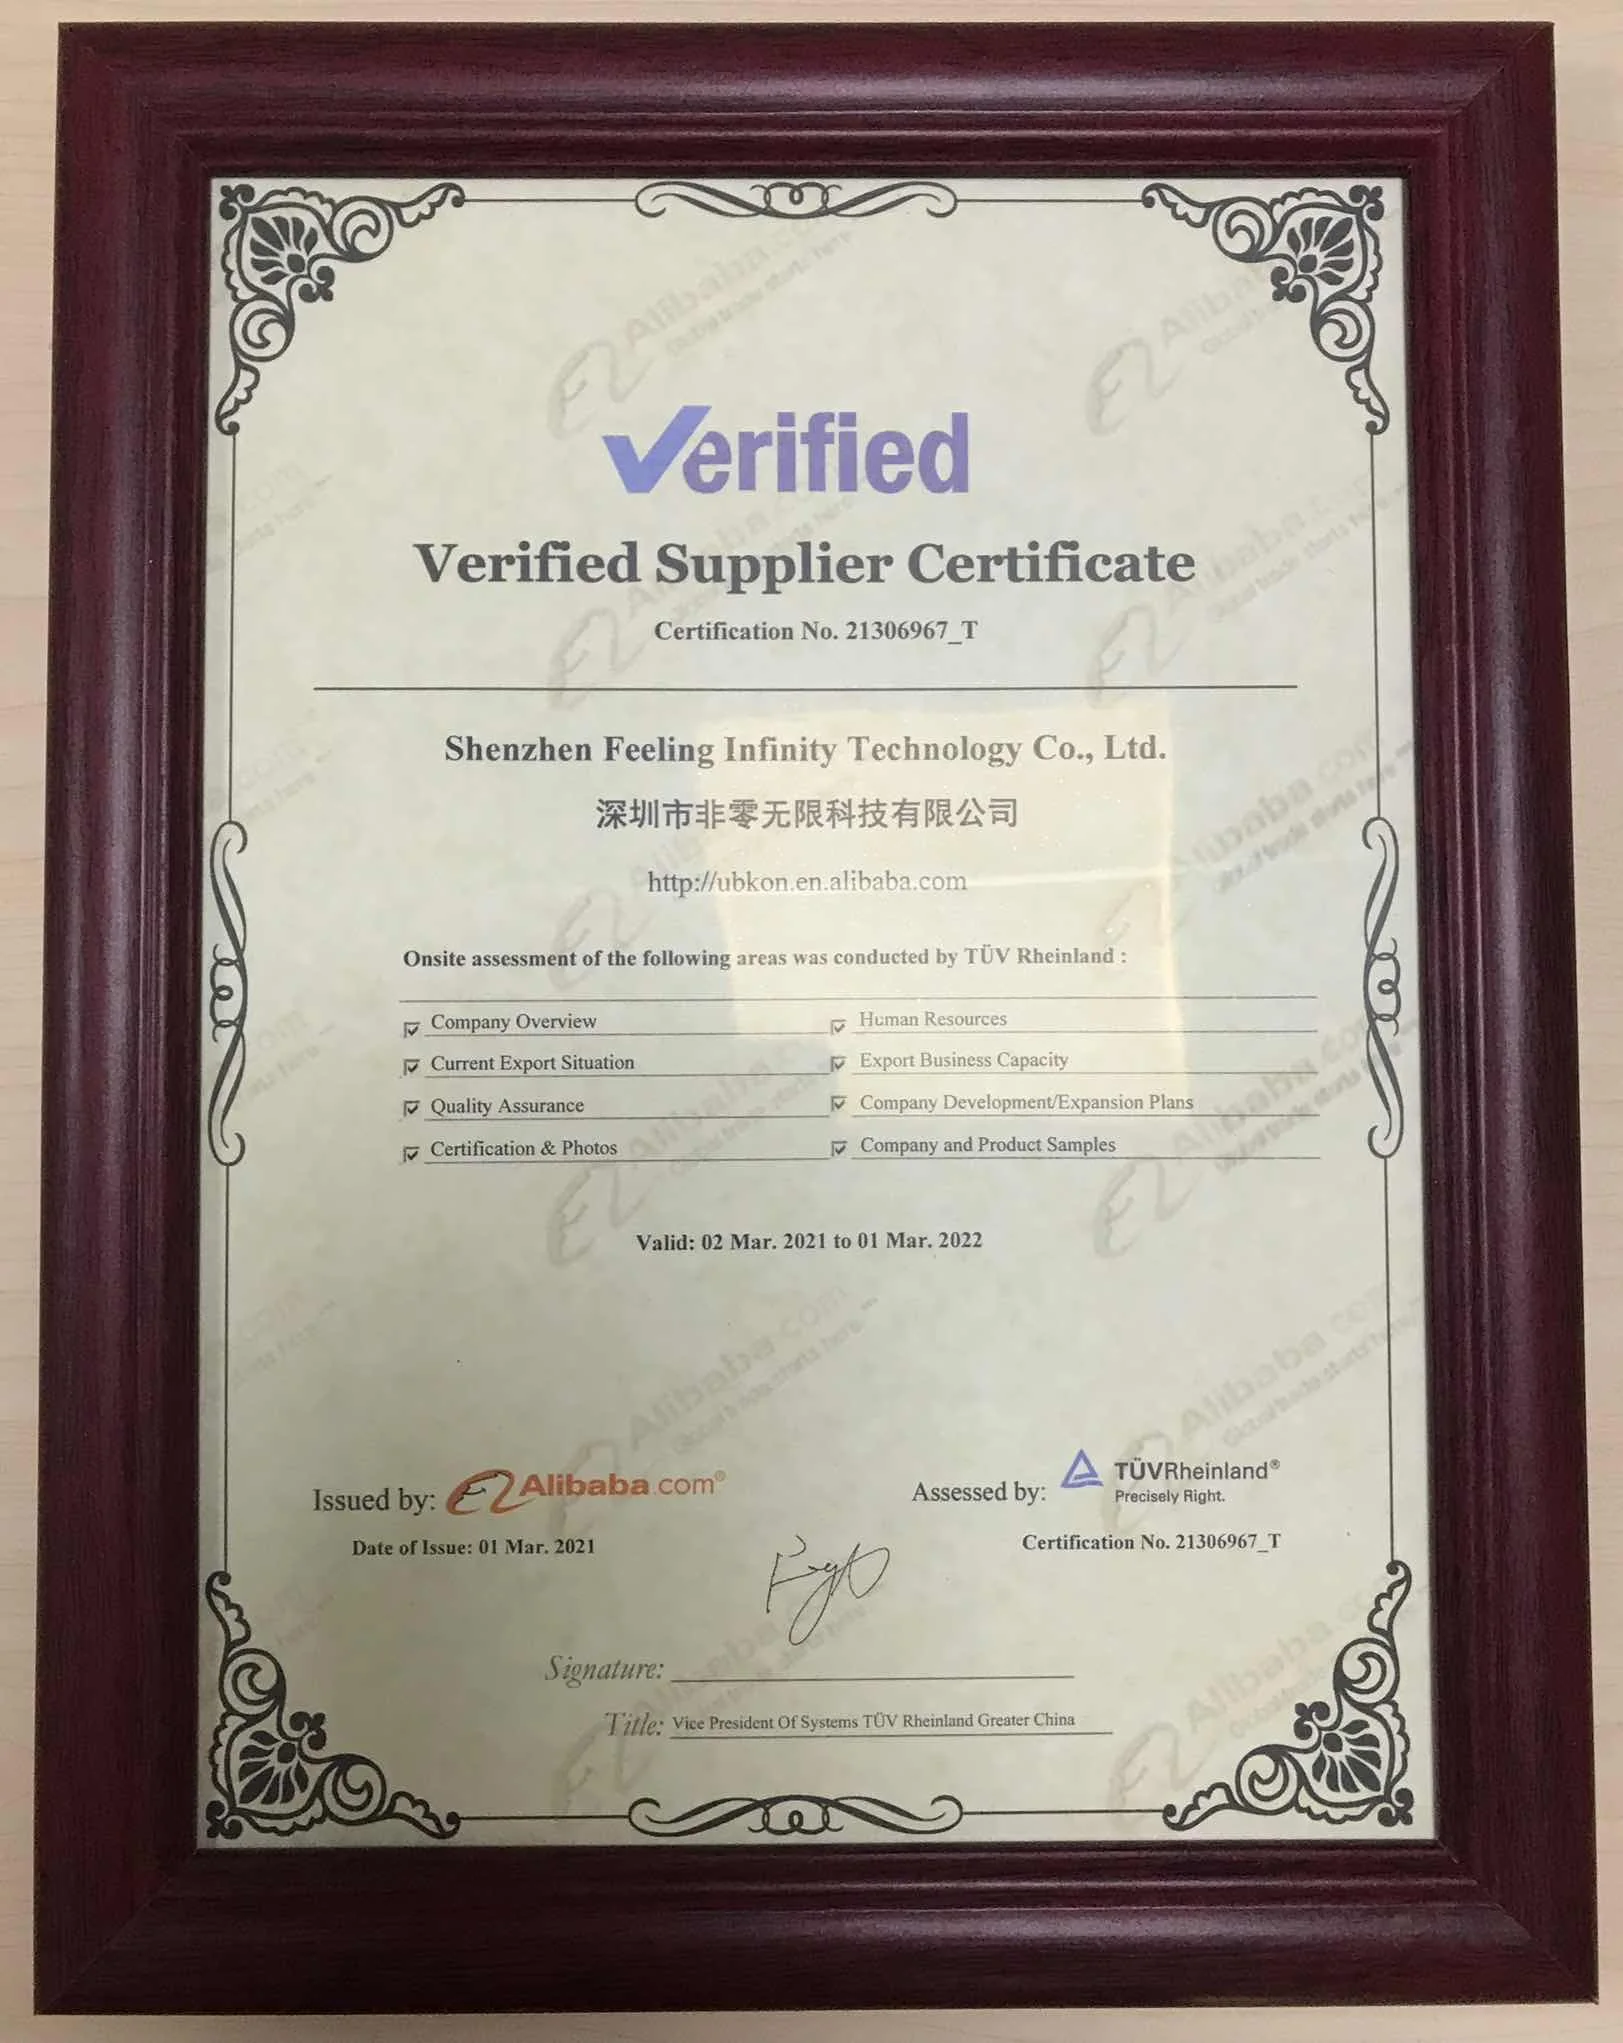 Verified
Verified Supplier Certificate
Certification No. 21306967_T
Shenzhen Feeling Infinity Technology Co., Ltd.
深圳市非零无限科技有限公司
http://ubkon.en.alibaba.com
Onsite assessment of the following areas was conducted by TÜV Rheinland :
Company Overview
Human Resources
Current Export Situation
Export Business Capacity
Quality Assurance
Company Development/Expansion Plans
Certification & Photos
Company and Product Samples
Valid: 02 Mar. 2021 to 01 Mar. 2022
Issued by: Alibaba.com®
Assessed by: TÜVRheinland®
Precisely Right.
Date of Issue: 01 Mar. 2021
Certification No. 21306967_T
Signature:
Title: Vice President Of Systems TÜV Rheinland Greater China